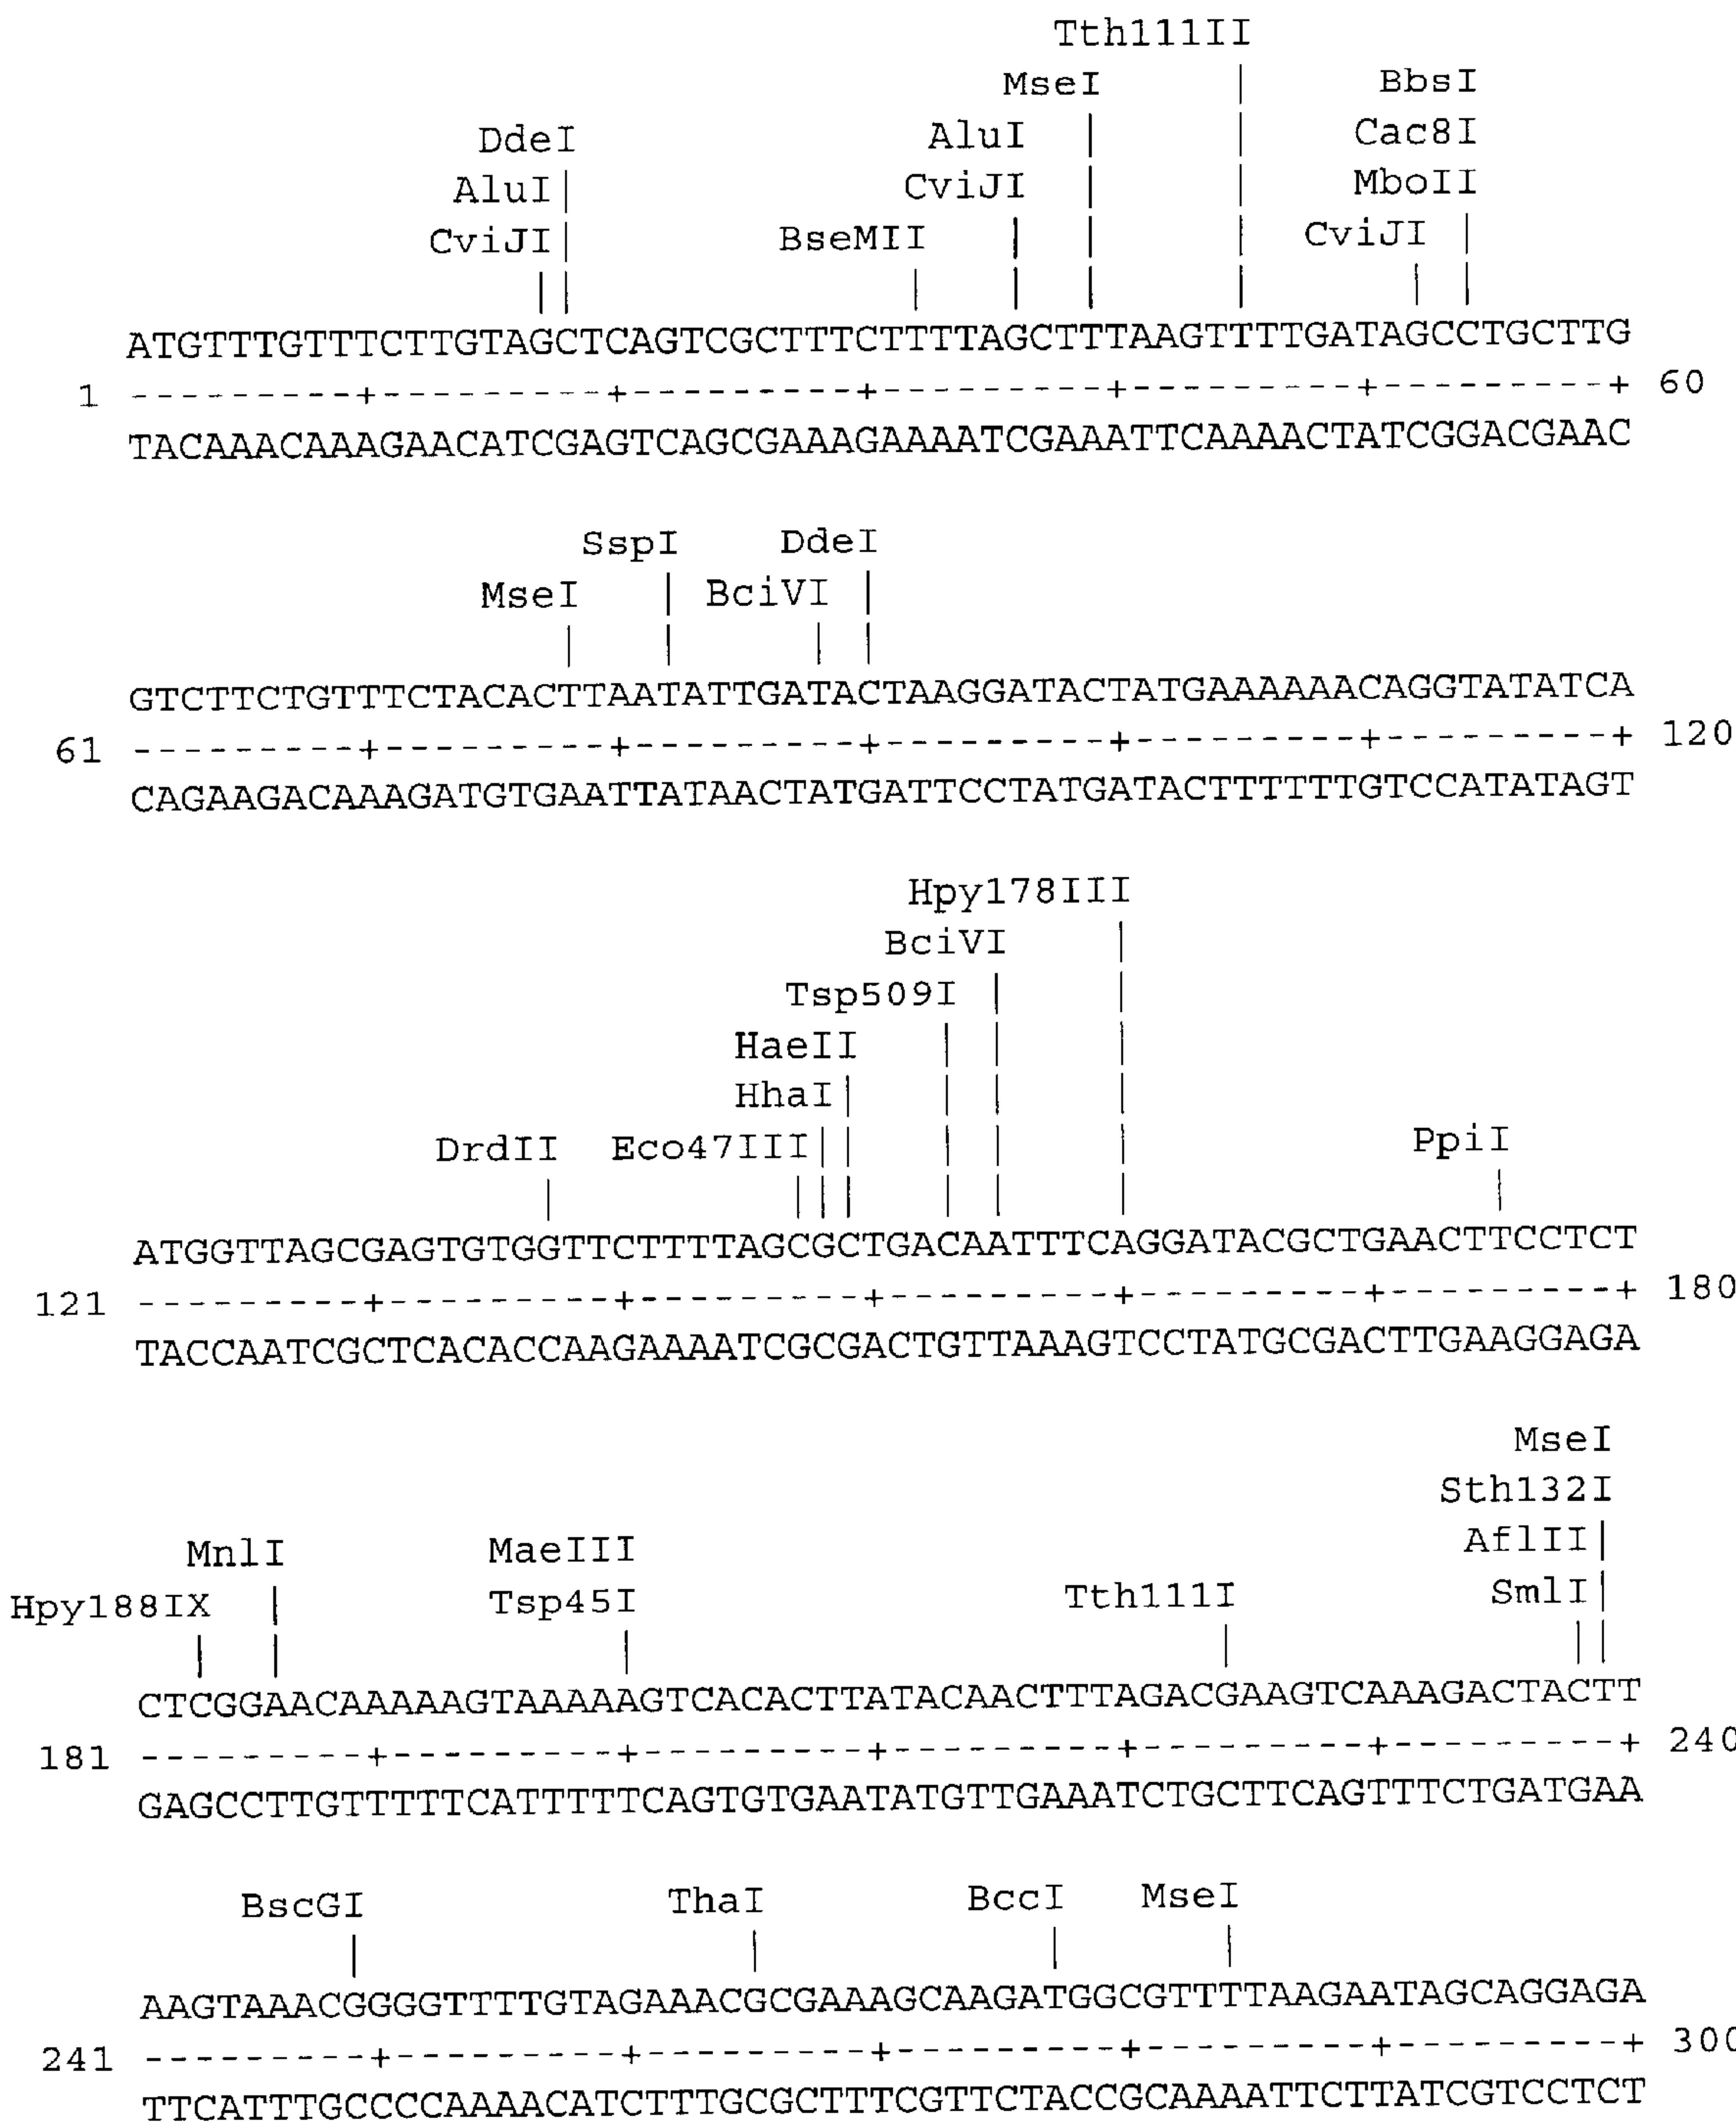 Tth111II
MseI | BbsI
DdeI AluI | | Cac8I
AluI| CviJI | | MboII
CviJI| BseMII | | | CviJI |
|| | | | | | |
ATGTTTGTTTCTTGTAGCTCAGTCGCTTTCTTTTAGCTTTAAGTTTTGATAGCCTGCTTG
1 ---------+---------+---------+---------+---------+---------+ 60
TACAAACAAAGAACATCGAGTCAGCGAAAGAAAATCGAAATTCAAAACTATCGGACGAAC
SspI DdeI
MseI | BciVI |
| | | |
GTCTTCTGTTTCTACACTTAATATTGATACTAAGGATACTATGAAAAAACAGGTATATCA
61 ---------+---------+---------+---------+---------+---------+ 120
CAGAAGACAAAGATGTGAATTATAACTATGATTCCTATGATACTTTTTTGTCCATATAGT
Hpy178III
BciVI |
Tsp509I | |
HaeII | | |
HhaI| | | |
DrdII Eco47III|| | | | PpiI
| ||| | | | |
ATGGTTAGCGAGTGTGGTTCTTTTAGCGCTGACAATTTCAGGATACGCTGAACTTCCTCT
121 ---------+---------+---------+---------+---------+---------+ 180
TACCAATCGCTCACACCAAGAAAATCGCGACTGTTAAAGTCCTATGCGACTTGAAGGAGA
MseI
Sth132I
MnlI MaeIII AflII|
Hpy188IX | Tsp45I Tth111I SmlI|
| | | | ||
CTCGGAACAAAAAGTAAAAAGTCACACTTATACAACTTTAGACGAAGTCAAAGACTACTT
181 ---------+---------+---------+---------+---------+---------+ 240
GAGCCTTGTTTTTCATTTTTCAGTGTGAATATGTTGAAATCTGCTTCAGTTTCTGATGAA
BscGI ThaI BccI MseI
| | | |
AAGTAAACGGGGTTTTGTAGAAACGCGAAAGCAAGATGGCGTTTTAAGAATAGCAGGAGA
241 ---------+---------+---------+---------+---------+---------+ 300
TTCATTTGCCCCAAAACATCTTTGCGCTTTCGTTCTACCGCAAAATTCTTATCGTCCTCT